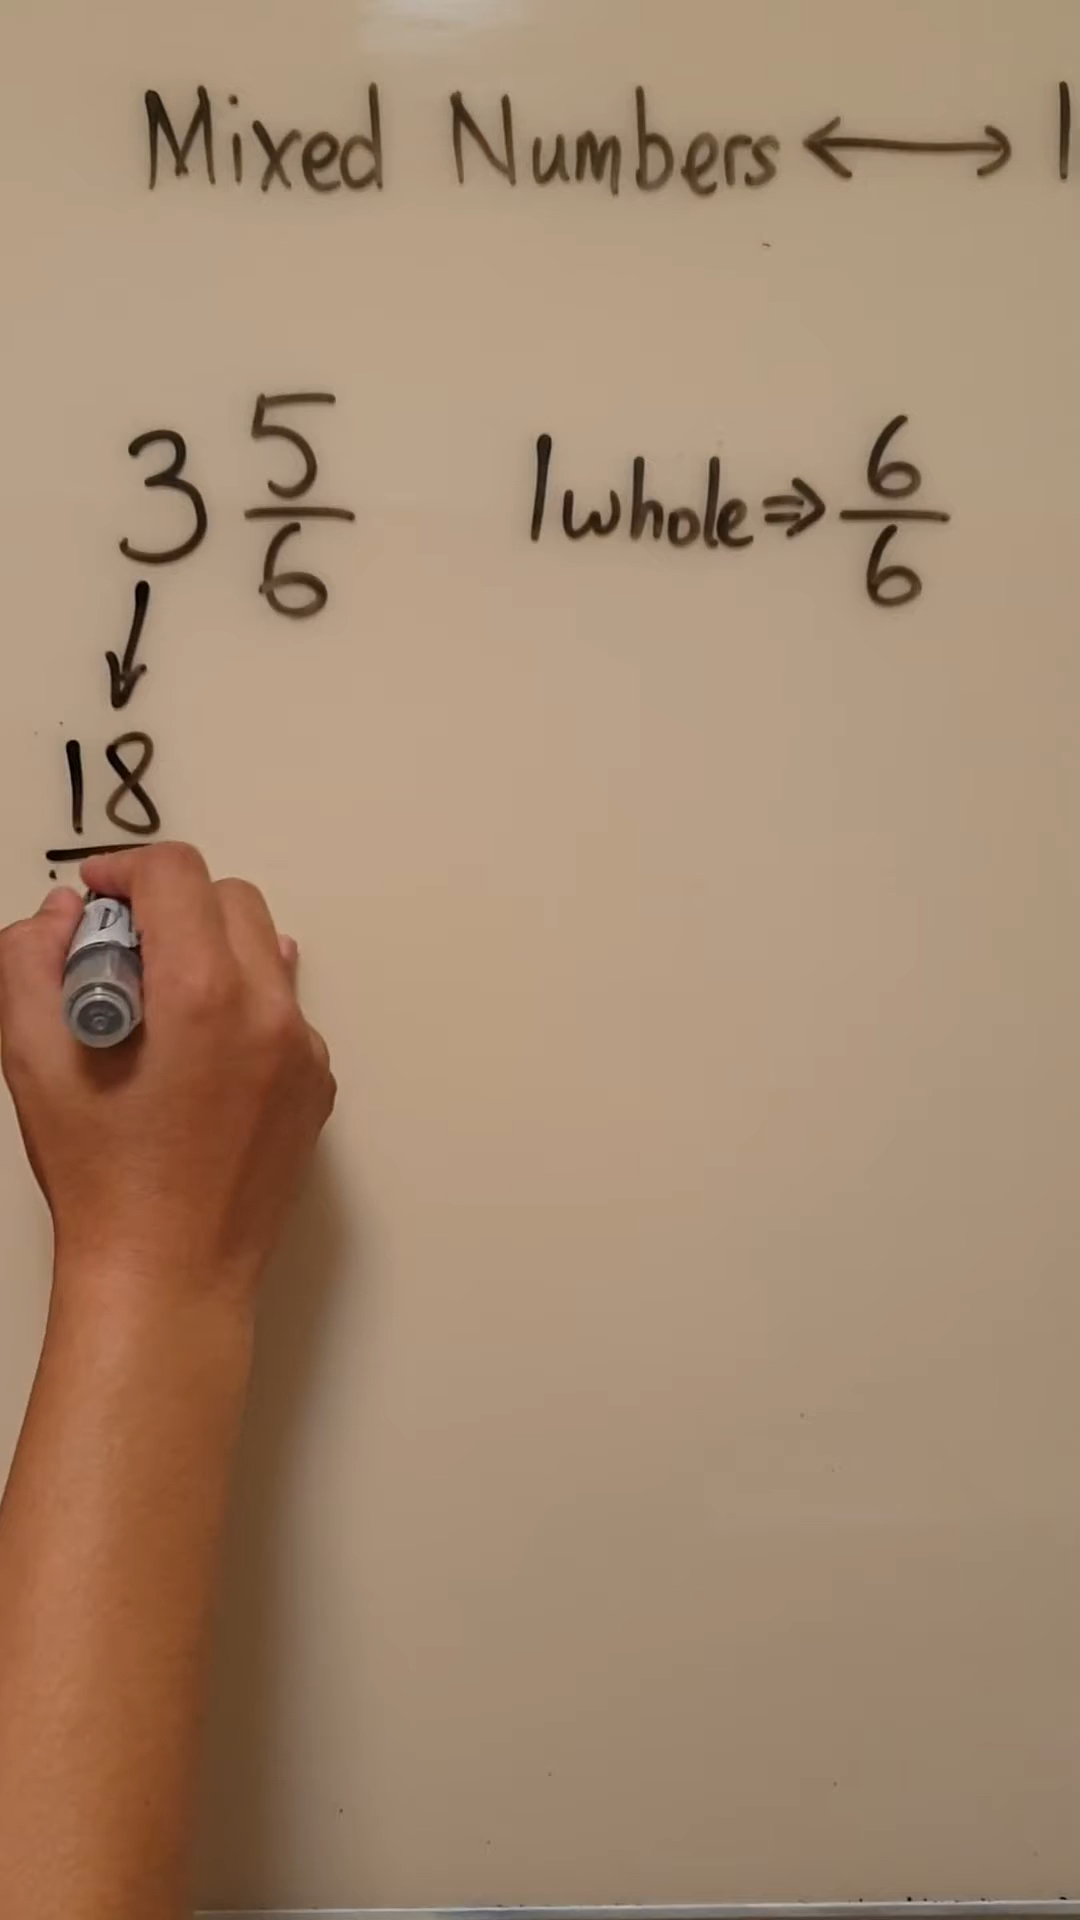 Mixed Numbers ⟷
3 5/6 1 whole ⇒ 6/6
↓
18